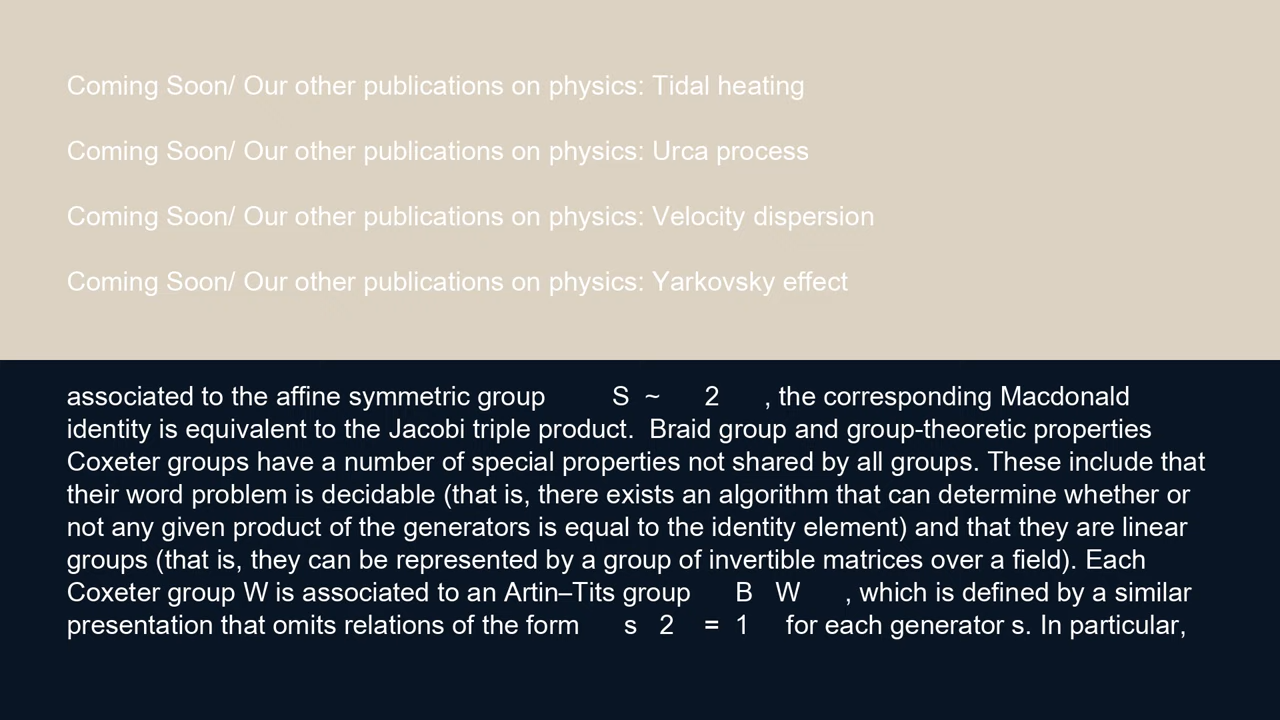 Coming Soon/ Our other publications on physics: Tidal heating
Coming Soon/ Our other publications on physics: Urca process
Coming Soon/ Our other publications on physics: Velocity dispersion
Coming Soon/ Our other publications on physics: Yarkovsky effect
associated to the affine symmetric group S ~ 2 , the corresponding Macdonald
identity is equivalent to the Jacobi triple product. Braid group and group-theoretic properties
Coxeter groups have a number of special properties not shared by all groups. These include that
their word problem is decidable (that is, there exists an algorithm that can determine whether or
not any given product of the generators is equal to the identity element) and that they are linear
groups (that is, they can be represented by a group of invertible matrices over a field). Each
Coxeter group W is associated to an Artin–Tits group B W , which is defined by a similar
presentation that omits relations of the form s 2 = 1 for each generator s. In particular,